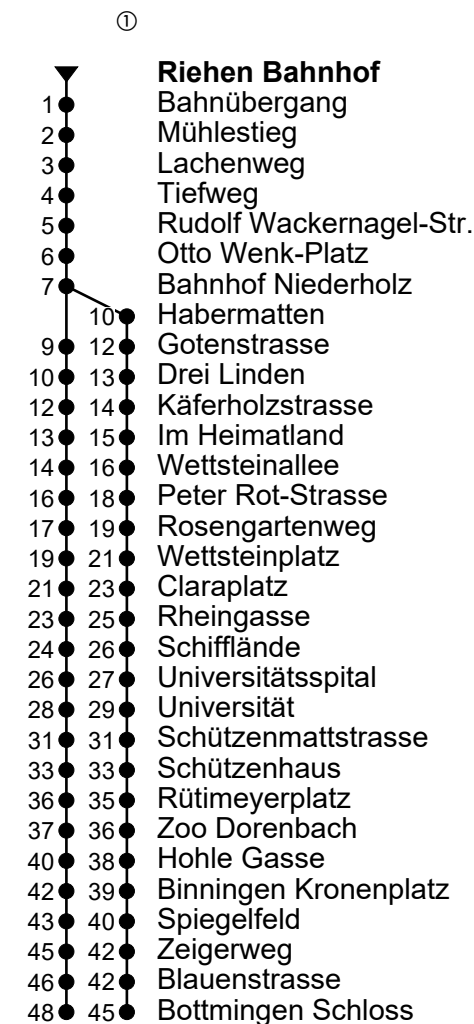 ①
Riehen Bahnhof
1 Bahnübergang
2 Mühlestieg
3 Lachenweg
4 Tiefweg
5 Rudolf Wackernagel-Str.
6 Otto Wenk-Platz
7 Bahnhof Niederholz
10 Habermatten
9 12 Gotenstrasse
10 13 Drei Linden
12 14 Käferholzstrasse
13 15 Im Heimatland
14 16 Wettsteinallee
16 18 Peter Rot-Strasse
17 19 Rosengartenweg
19 21 Wettsteinplatz
21 23 Claraplatz
23 25 Rheingasse
24 26 Schifflände
26 27 Universitätsspital
28 29 Universität
31 31 Schützenmattstrasse
33 33 Schützenhaus
36 35 Rütimeyerplatz
37 36 Zoo Dorenbach
40 38 Hohle Gasse
42 39 Binningen Kronenplatz
43 40 Spiegelfeld
45 42 Zeigerweg
46 42 Blauenstrasse
48 45 Bottmingen Schloss